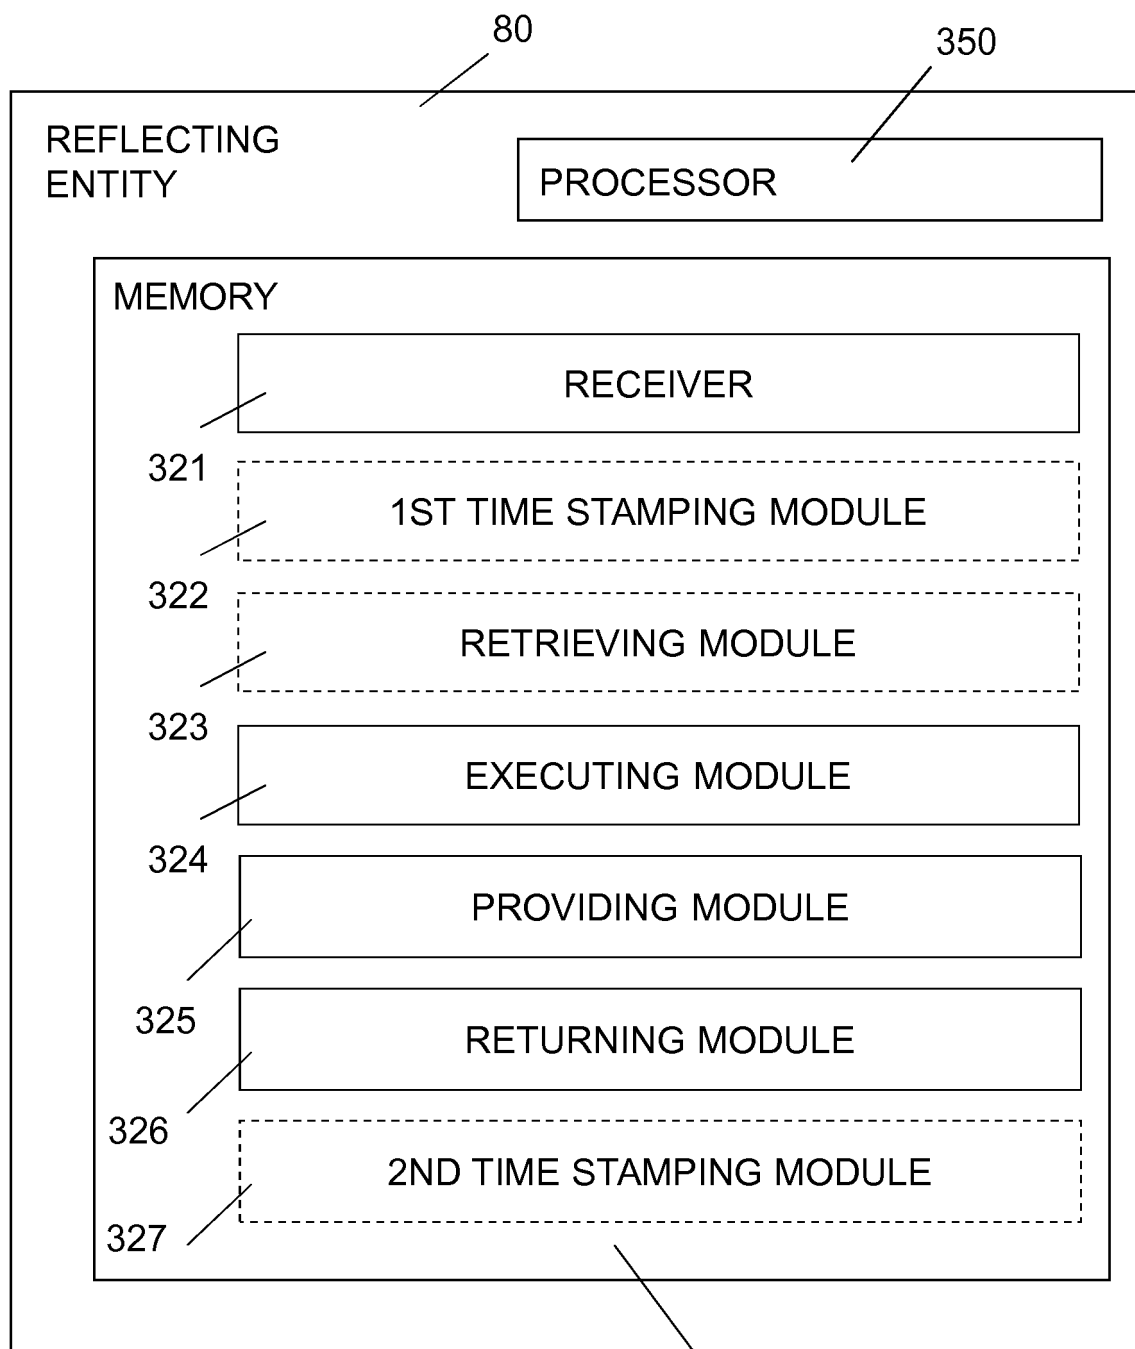 80
350
REFLECTING
ENTITY
PROCESSOR
MEMORY
RECEIVER
321
1ST TIME STAMPING MODULE
322
RETRIEVING MODULE
323
EXECUTING MODULE
324
PROVIDING MODULE
325
RETURNING MODULE
326
2ND TIME STAMPING MODULE
327